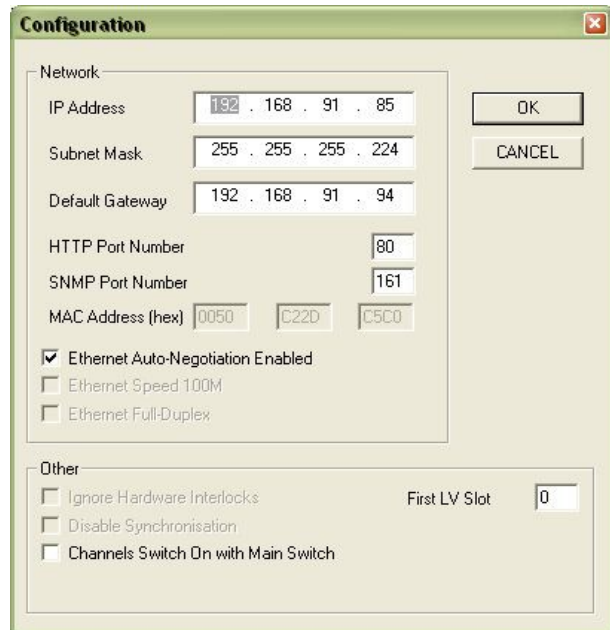 Configuration
Network
IP Address 192 . 168 . 91 . 85
OK
Subnet Mask 255 . 255 . 255 . 224
CANCEL
Default Gateway 192 . 168 . 91 . 94
HTTP Port Number 80
SNMP Port Number 161
MAC Address (hex) 0050 C22D C5C0
Ethernet Auto-Negotiation Enabled
Ethernet Speed 100M
Ethernet Full-Duplex
Other
Ignore Hardware Interlocks First LV Slot 0
Disable Synchronisation
Channels Switch On with Main Switch